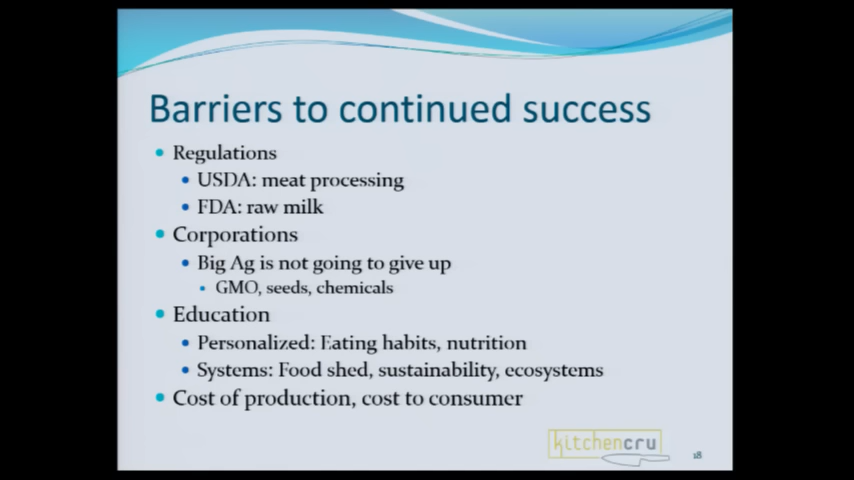 Barriers to continued success
Regulations
USDA: meat processing
FDA: raw milk
Corporations
Big Ag is not going to give up
GMO, seeds, chemicals
Education
Personalized: Eating habits, nutrition
Systems: Food shed, sustainability, ecosystems
Cost of production, cost to consumer
kitchencru
18